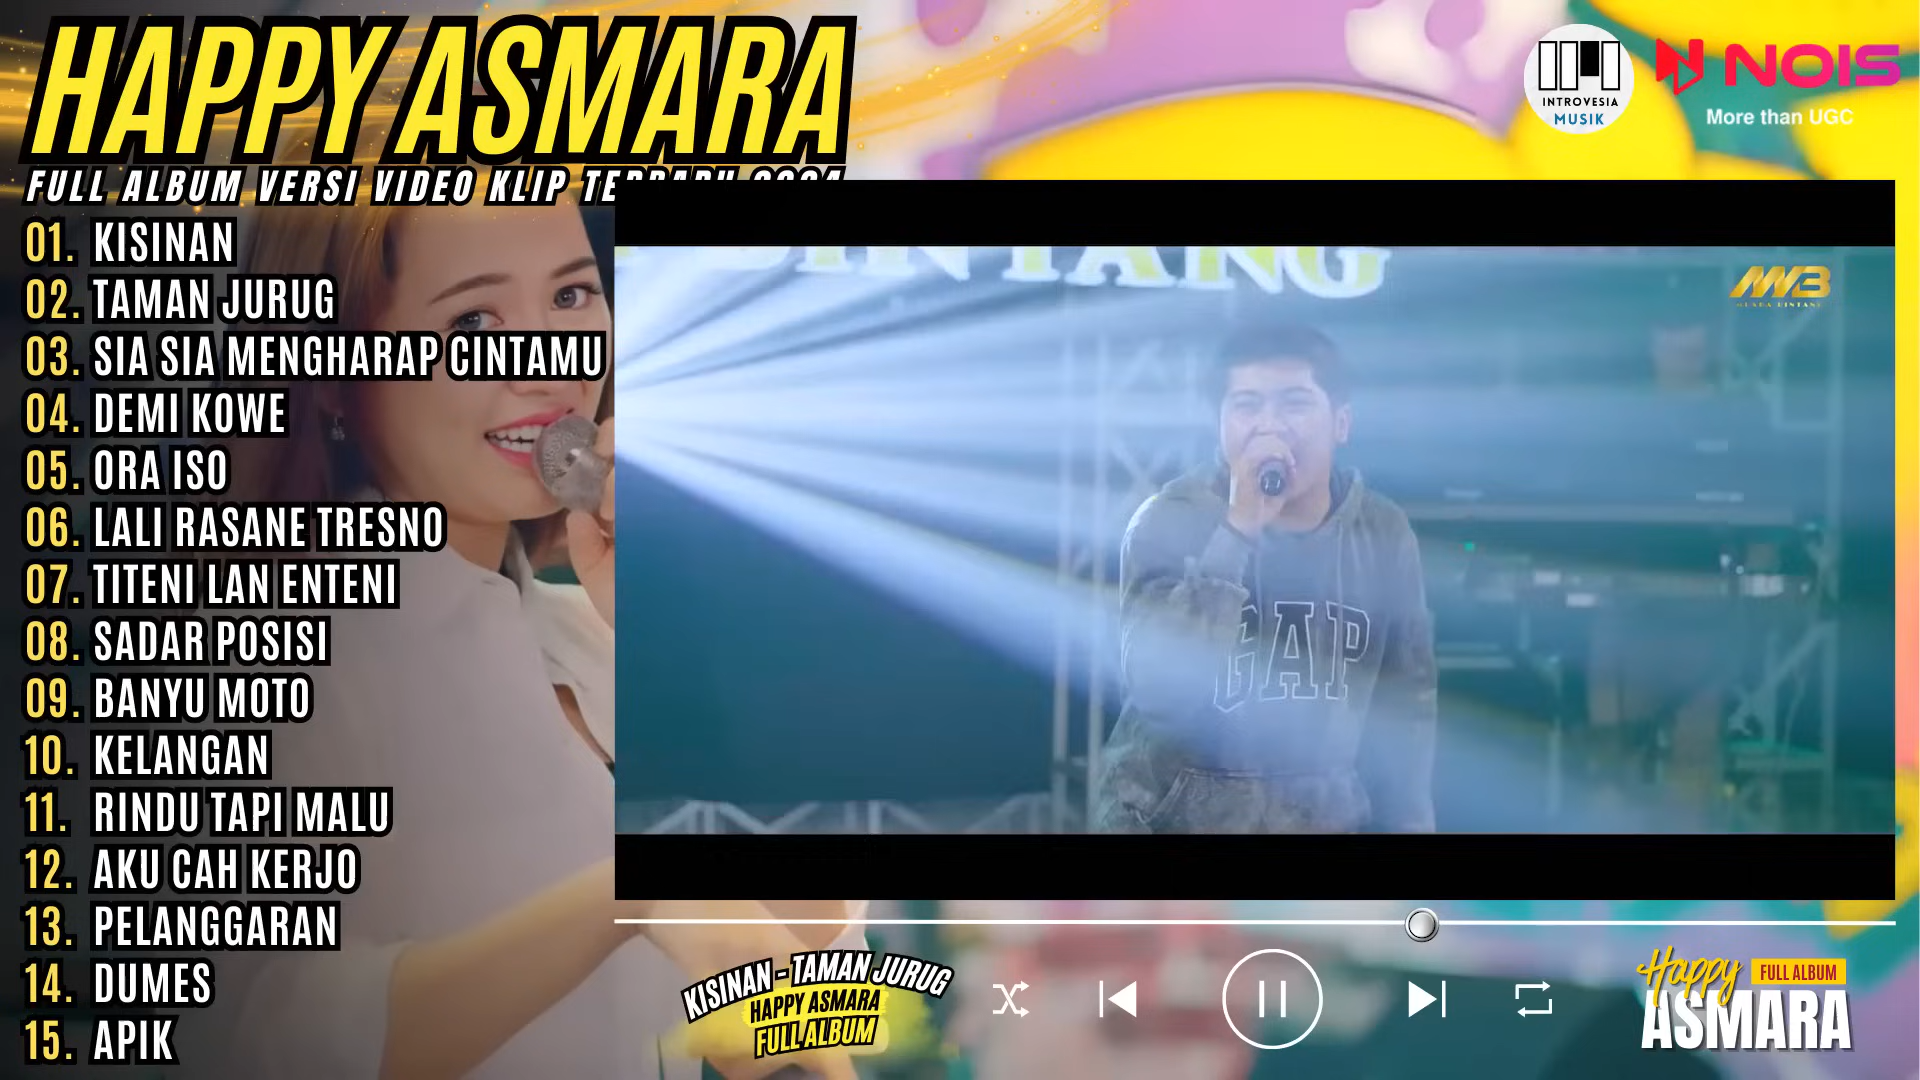 HAPPY ASMARA
FULL ALBUM VERSI VIDEO KLIP
01. KISINAN
02. TAMAN JURUG
03. SIA SIA MENGHARAP CINTAMU
04. DEMI KOWE
05. ORA ISO
06. LALI RASANE TRESNO
07. TITENI LAN ENTENI
08. SADAR POSISI
09. BANYU MOTO
10. KELANGAN
11. RINDU TAPI MALU
12. AKU CAH KERJO
13. PELANGGARAN
14. DUMES
15. APIK
INTROVESIA
MUSIK
NOIS
More than UGC
BINTANG
GAP
KISINAN - TAMAN JURUG
HAPPY ASMARA
FULL ALBUM
Happy
FULL ALBUM
ASMARA